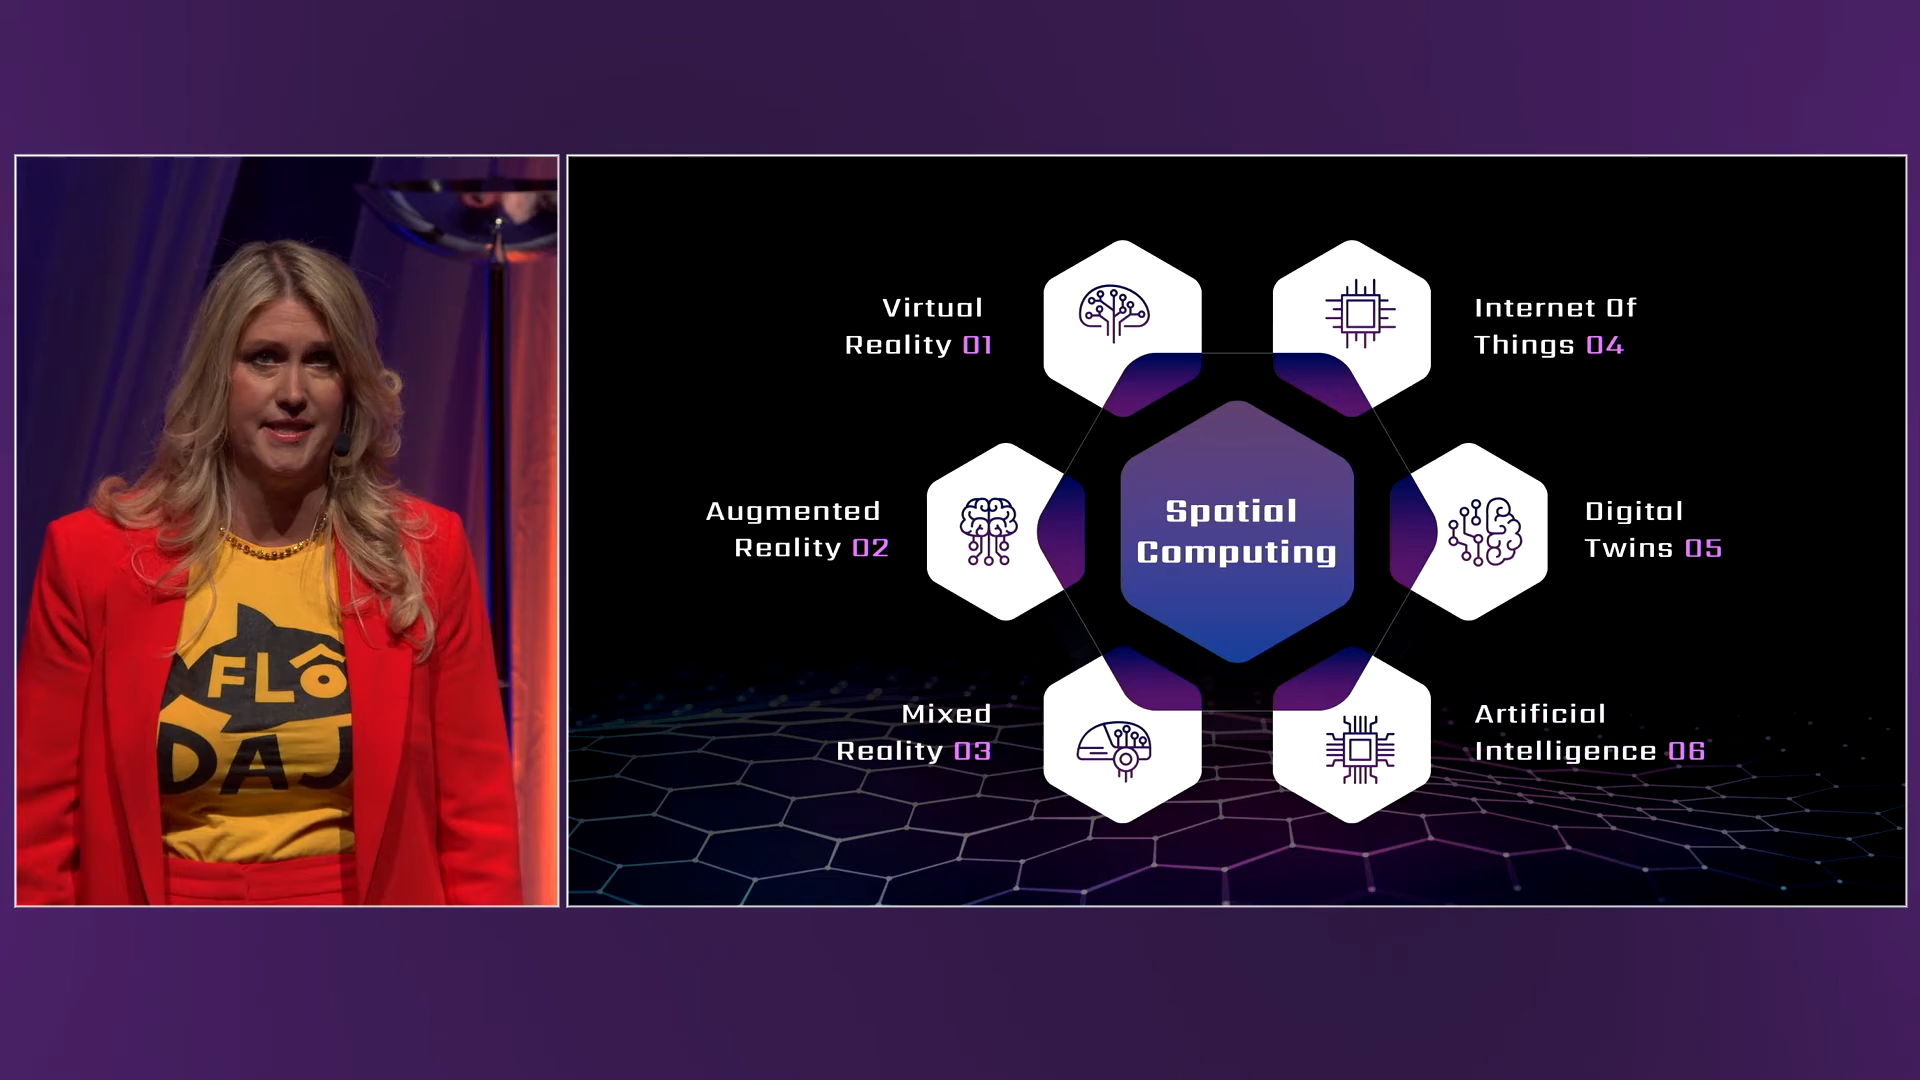 FLÔ
DAJ
Virtual
Reality 01
Augmented
Reality 02
Mixed
Reality 03
Spatial
Computing
Internet Of
Things 04
Digital
Twins 05
Artificial
Intelligence 06